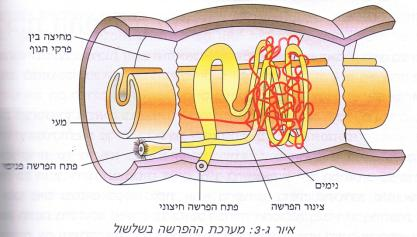 מחיצה בין
פרקי הגוף
מעי
פתח הפרשה פנימי
נימים
צינור הפרשה
פתח הפרשה חיצוני
איור ג-3: מערכת ההפרשה בשלשול